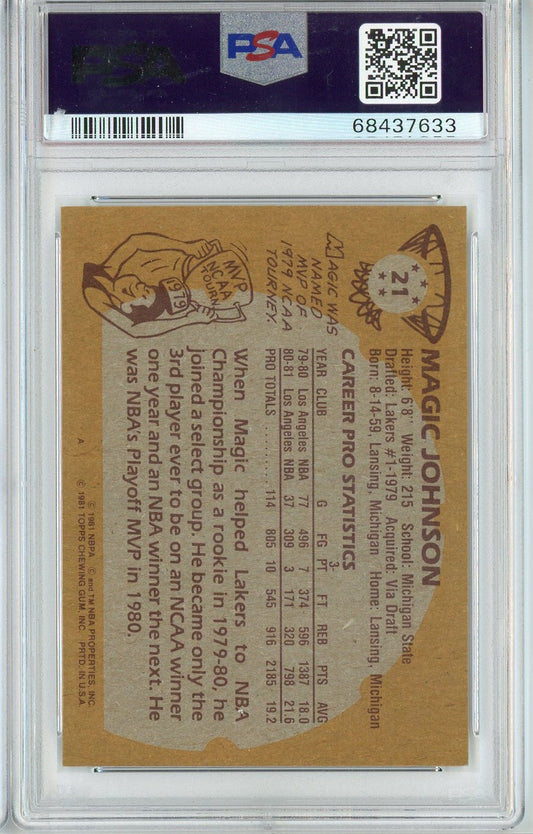 PSA
PSA
68437633
21
MAGIC JOHNSON
Height: 6'8" Weight: 215 School: Michigan State
Drafted: Lakers #1-1979 Acquired: Via Draft
Born: 8-14-59, Lansing, Michigan Home: Lansing, Michigan
CAREER PRO STATISTICS
3-
YEAR CLUB G FG PT FT REB PTS AVG
79-80 Los Angeles NBA 77 496 7 374 596 1387 18.0
80-81 Los Angeles NBA 37 309 3 171 320 798 21.6
PRO TOTALS .......... 114 805 10 545 916 2185 19.2
MAGIC WAS
NAMED
MVP OF
1979 NCAA
TOURNEY.
MVP
NCAA
TOURN
1979
When Magic helped Lakers to NBA
Championship as a rookie in 1979-80, he
joined a select group. He became only the
3rd player ever to be on an NCAA winner
one year and an NBA winner the next. He
was NBA's Playoff MVP in 1980.
A
© 1981 NBPA © and TM NBA PROPERTIES, INC.
© 1981 TOPPS CHEWING GUM, INC. PRTD. IN U.S.A.